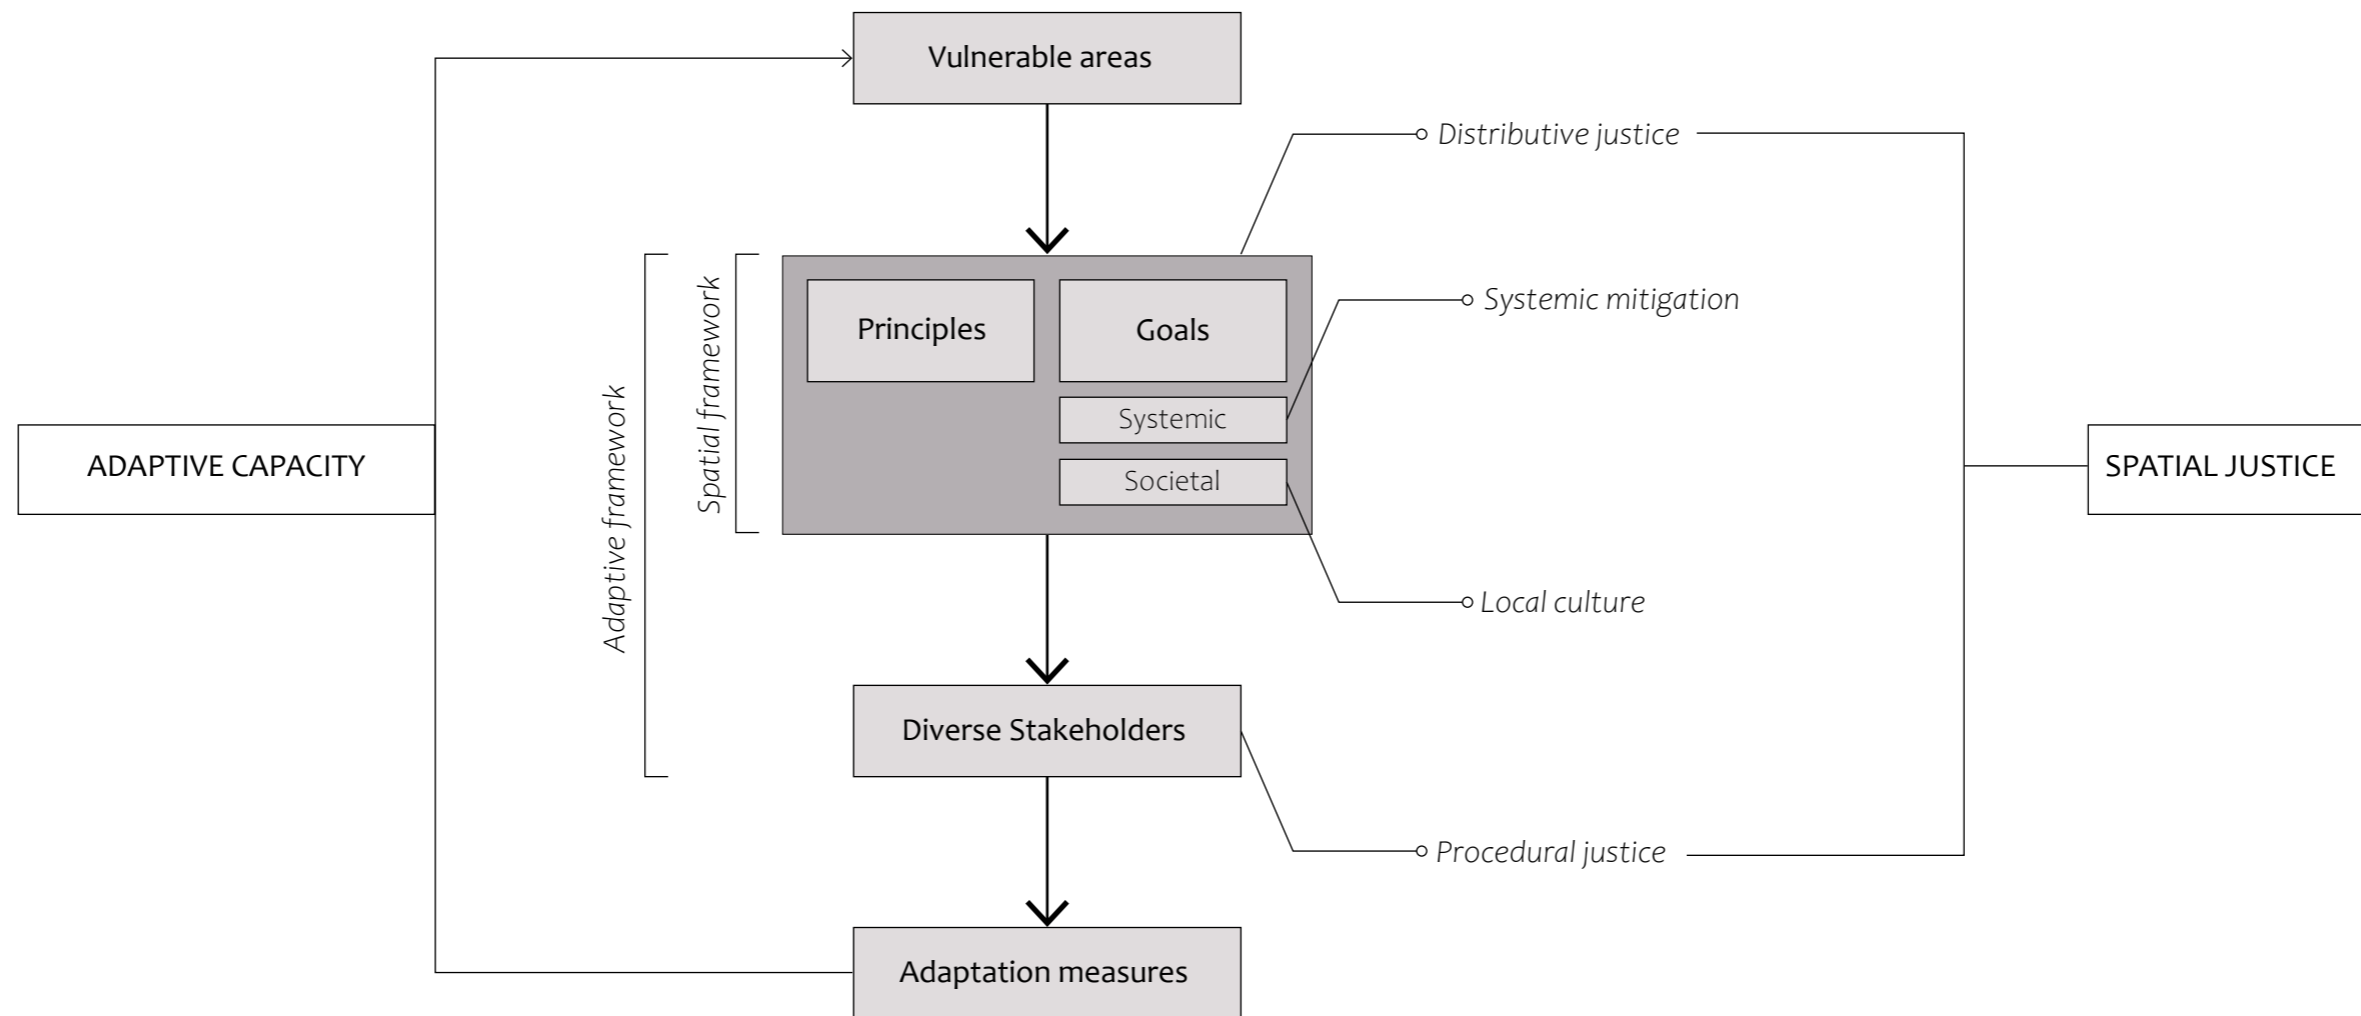 Vulnerable areas
Distributive justice
Systemic mitigation
Principles
Goals
Spatial framework
Adaptive framework
Systemic
ADAPTIVE CAPACITY
SPATIAL JUSTICE
Societal
Local culture
Diverse Stakeholders
Procedural justice
Adaptation measures